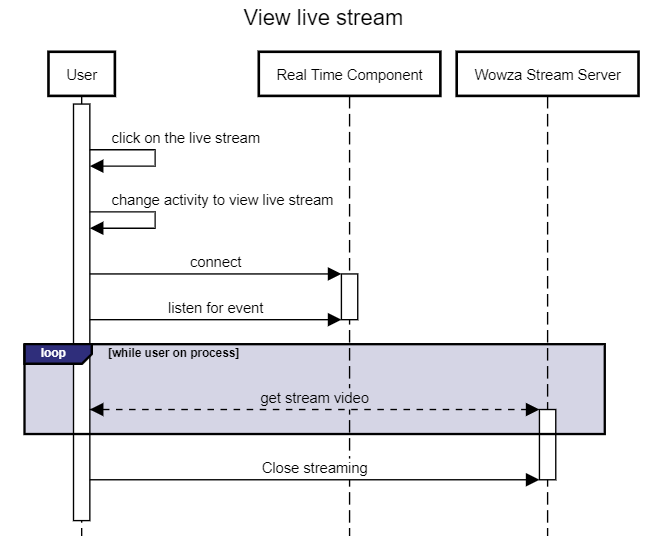 View live stream
User
Real Time Component
Wowza Stream Server
click on the live stream
change activity to view live stream
connect
listen for event
loop
[while user on process]
get stream video
Close streaming